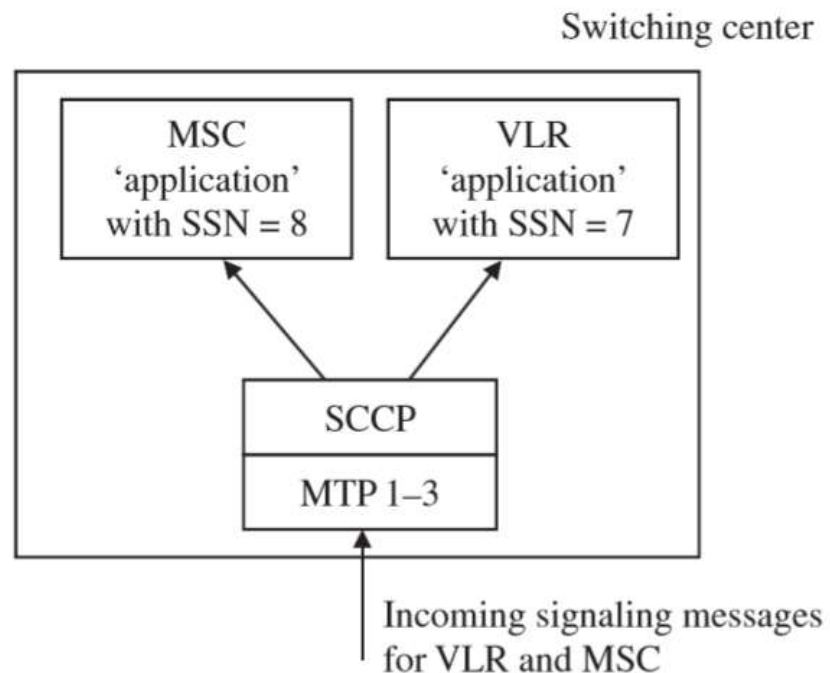 Switching center
MSC
‘application’
with SSN = 8
VLR
‘application’
with SSN = 7
SCCP
MTP 1–3
Incoming signaling messages
for VLR and MSC